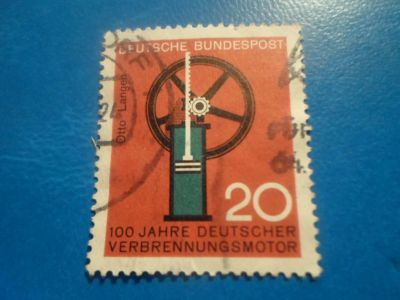 DEUTSCHE BUNDESPOST
Otto-Langen
20
100 JAHRE DEUTSCHER
VERBRENNUNGSMOTOR